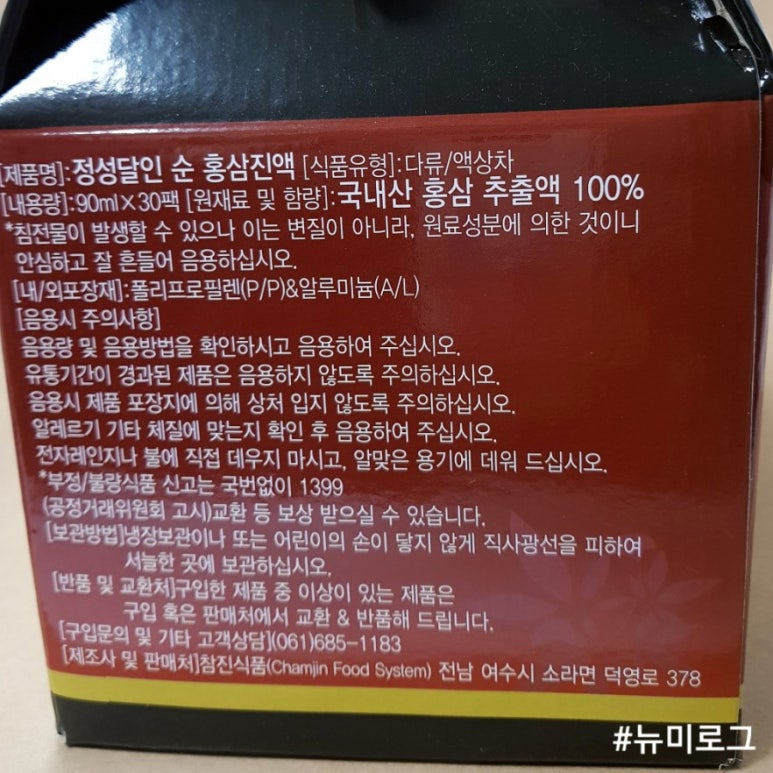 [제품명]:정성달인 순 홍삼진액 [식품유형]:다류/액상차
[내용량]:90ml×30팩 [원재료 및 함량]:국내산 홍삼 추출액 100%
*침전물이 발생할 수 있으나 이는 변질이 아니라, 원료성분에 의한 것이니
안심하고 잘 흔들어 음용하십시오.
[내/외포장재]:폴리프로필렌(P/P)&알루미늄(A/L)
[음용시 주의사항]
음용량 및 음용방법을 확인하시고 음용하여 주십시오.
유통기간이 경과된 제품은 음용하지 않도록 주의하십시오.
음용시 제품 포장지에 의해 상처 입지 않도록 주의하십시오.
알레르기 기타 체질에 맞는지 확인 후 음용하여 주십시오.
전자레인지나 불에 직접 데우지 마시고, 알맞은 용기에 데워 드십시오.
*부정/불량식품 신고는 국번없이 1399
(공정거래위원회 고시)교환 등 보상 받으실 수 있습니다.
[보관방법]냉장보관이나 또는 어린이의 손이 닿지 않게 직사광선을 피하여
서늘한 곳에 보관하십시오.
[반품 및 교환처]구입한 제품 중 이상이 있는 제품은
구입 혹은 판매처에서 교환 & 반품해 드립니다.
[구입문의 및 기타 고객상담](061)685-1183
[제조사 및 판매처]참진식품(Chamjin Food System) 전남 여수시 소라면 덕영로 378
#뉴미로그